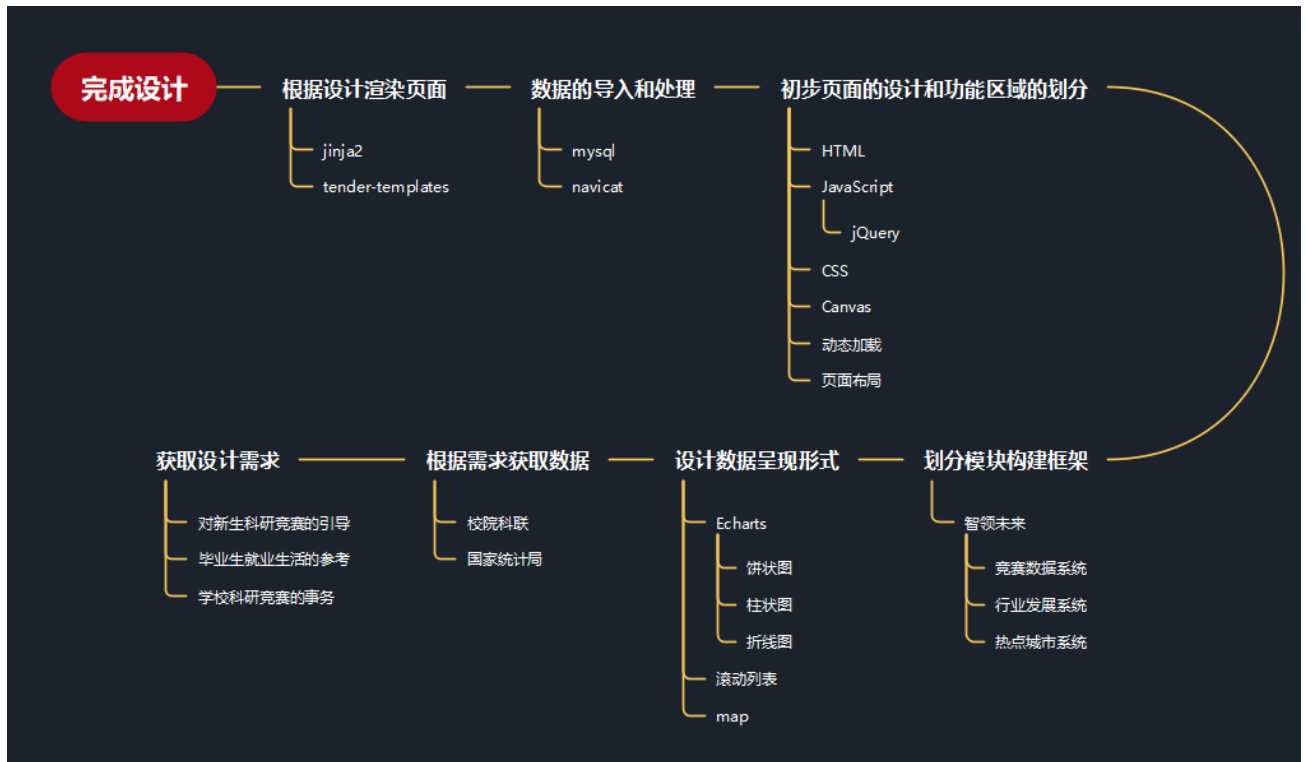 完成设计
根据设计渲染页面
jinja2
tender-templates
数据的导入和处理
mysql
navicat
初步页面的设计和功能区域的划分
HTML
JavaScript
jQuery
CSS
Canvas
动态加载
页面布局
获取设计需求
对新生科研竞赛的引导
毕业生就业生活的参考
学校科研竞赛的事务
根据需求获取数据
校院科联
国家统计局
设计数据呈现形式
Echarts
饼状图
柱状图
折线图
滚动列表
map
划分模块构建框架
智领未来
竞赛数据系统
行业发展系统
热点城市系统